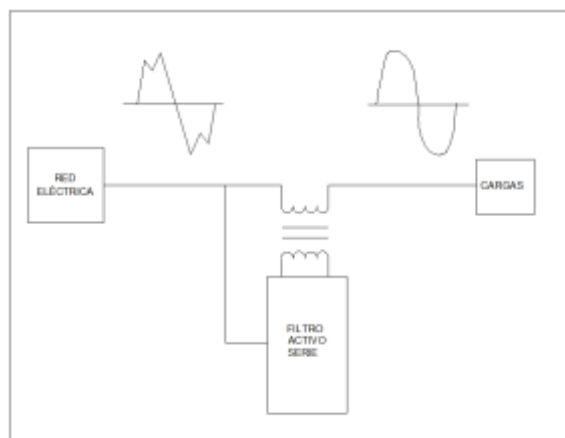 RED
ELÉCTRICA
CARGAS
FILTRO
ACTIVO
SERIE